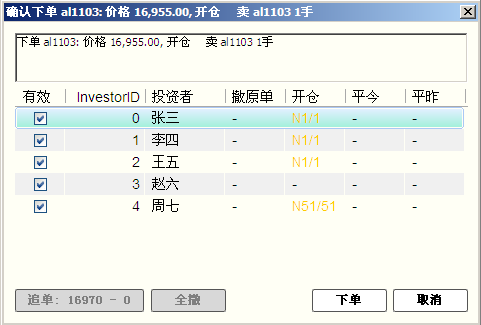 确认下单 al1103: 价格 16,955.00, 开仓 卖 al1103 1手
下单 al1103: 价格 16,955.00, 开仓 卖 al1103 1手
有效 InvestorID 投资者 撤原单 开仓 平今 平昨
0 张三 - N1/1 - -
1 李四 - N1/1 - -
2 王五 - N1/1 - -
3 赵六 - - - -
4 周七 - N51/51 - -
追单: 16970 - 0 全撤 下单 取消